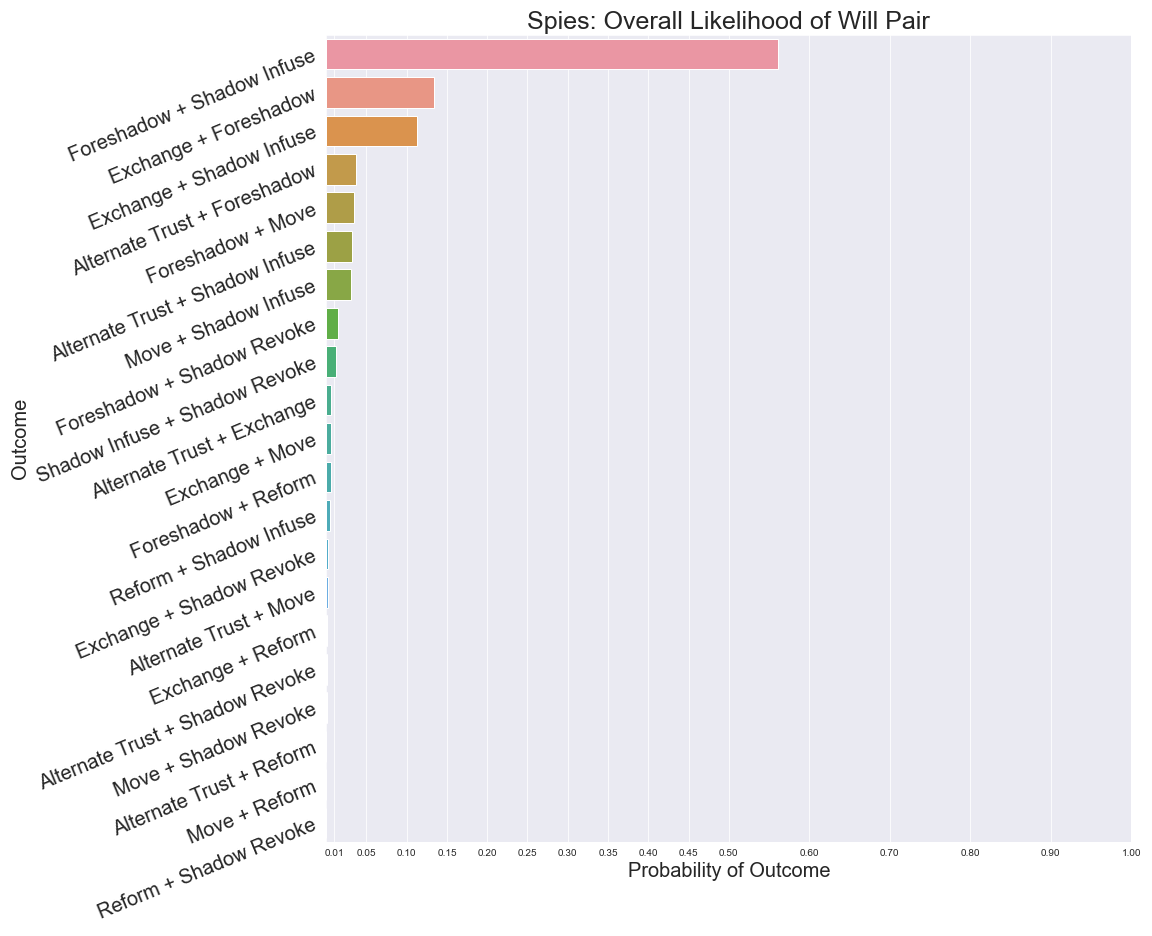 Spies: Overall Likelihood of Will Pair
Foreshadow + Shadow Infuse
Exchange + Foreshadow
Exchange + Shadow Infuse
Alternate Trust + Foreshadow
Foreshadow + Move
Alternate Trust + Shadow Infuse
Move + Shadow Infuse
Foreshadow + Shadow Revoke
Shadow Infuse + Shadow Revoke
Alternate Trust + Exchange
Exchange + Move
Foreshadow + Reform
Reform + Shadow Infuse
Exchange + Shadow Revoke
Alternate Trust + Move
Exchange + Reform
Alternate Trust + Shadow Revoke
Move + Shadow Revoke
Alternate Trust + Reform
Move + Reform
Reform + Shadow Revoke
Outcome
0.01 0.05 0.10 0.15 0.20 0.25 0.30 0.35 0.40 0.45 0.50 0.60 0.70 0.80 0.90 1.00
Probability of Outcome